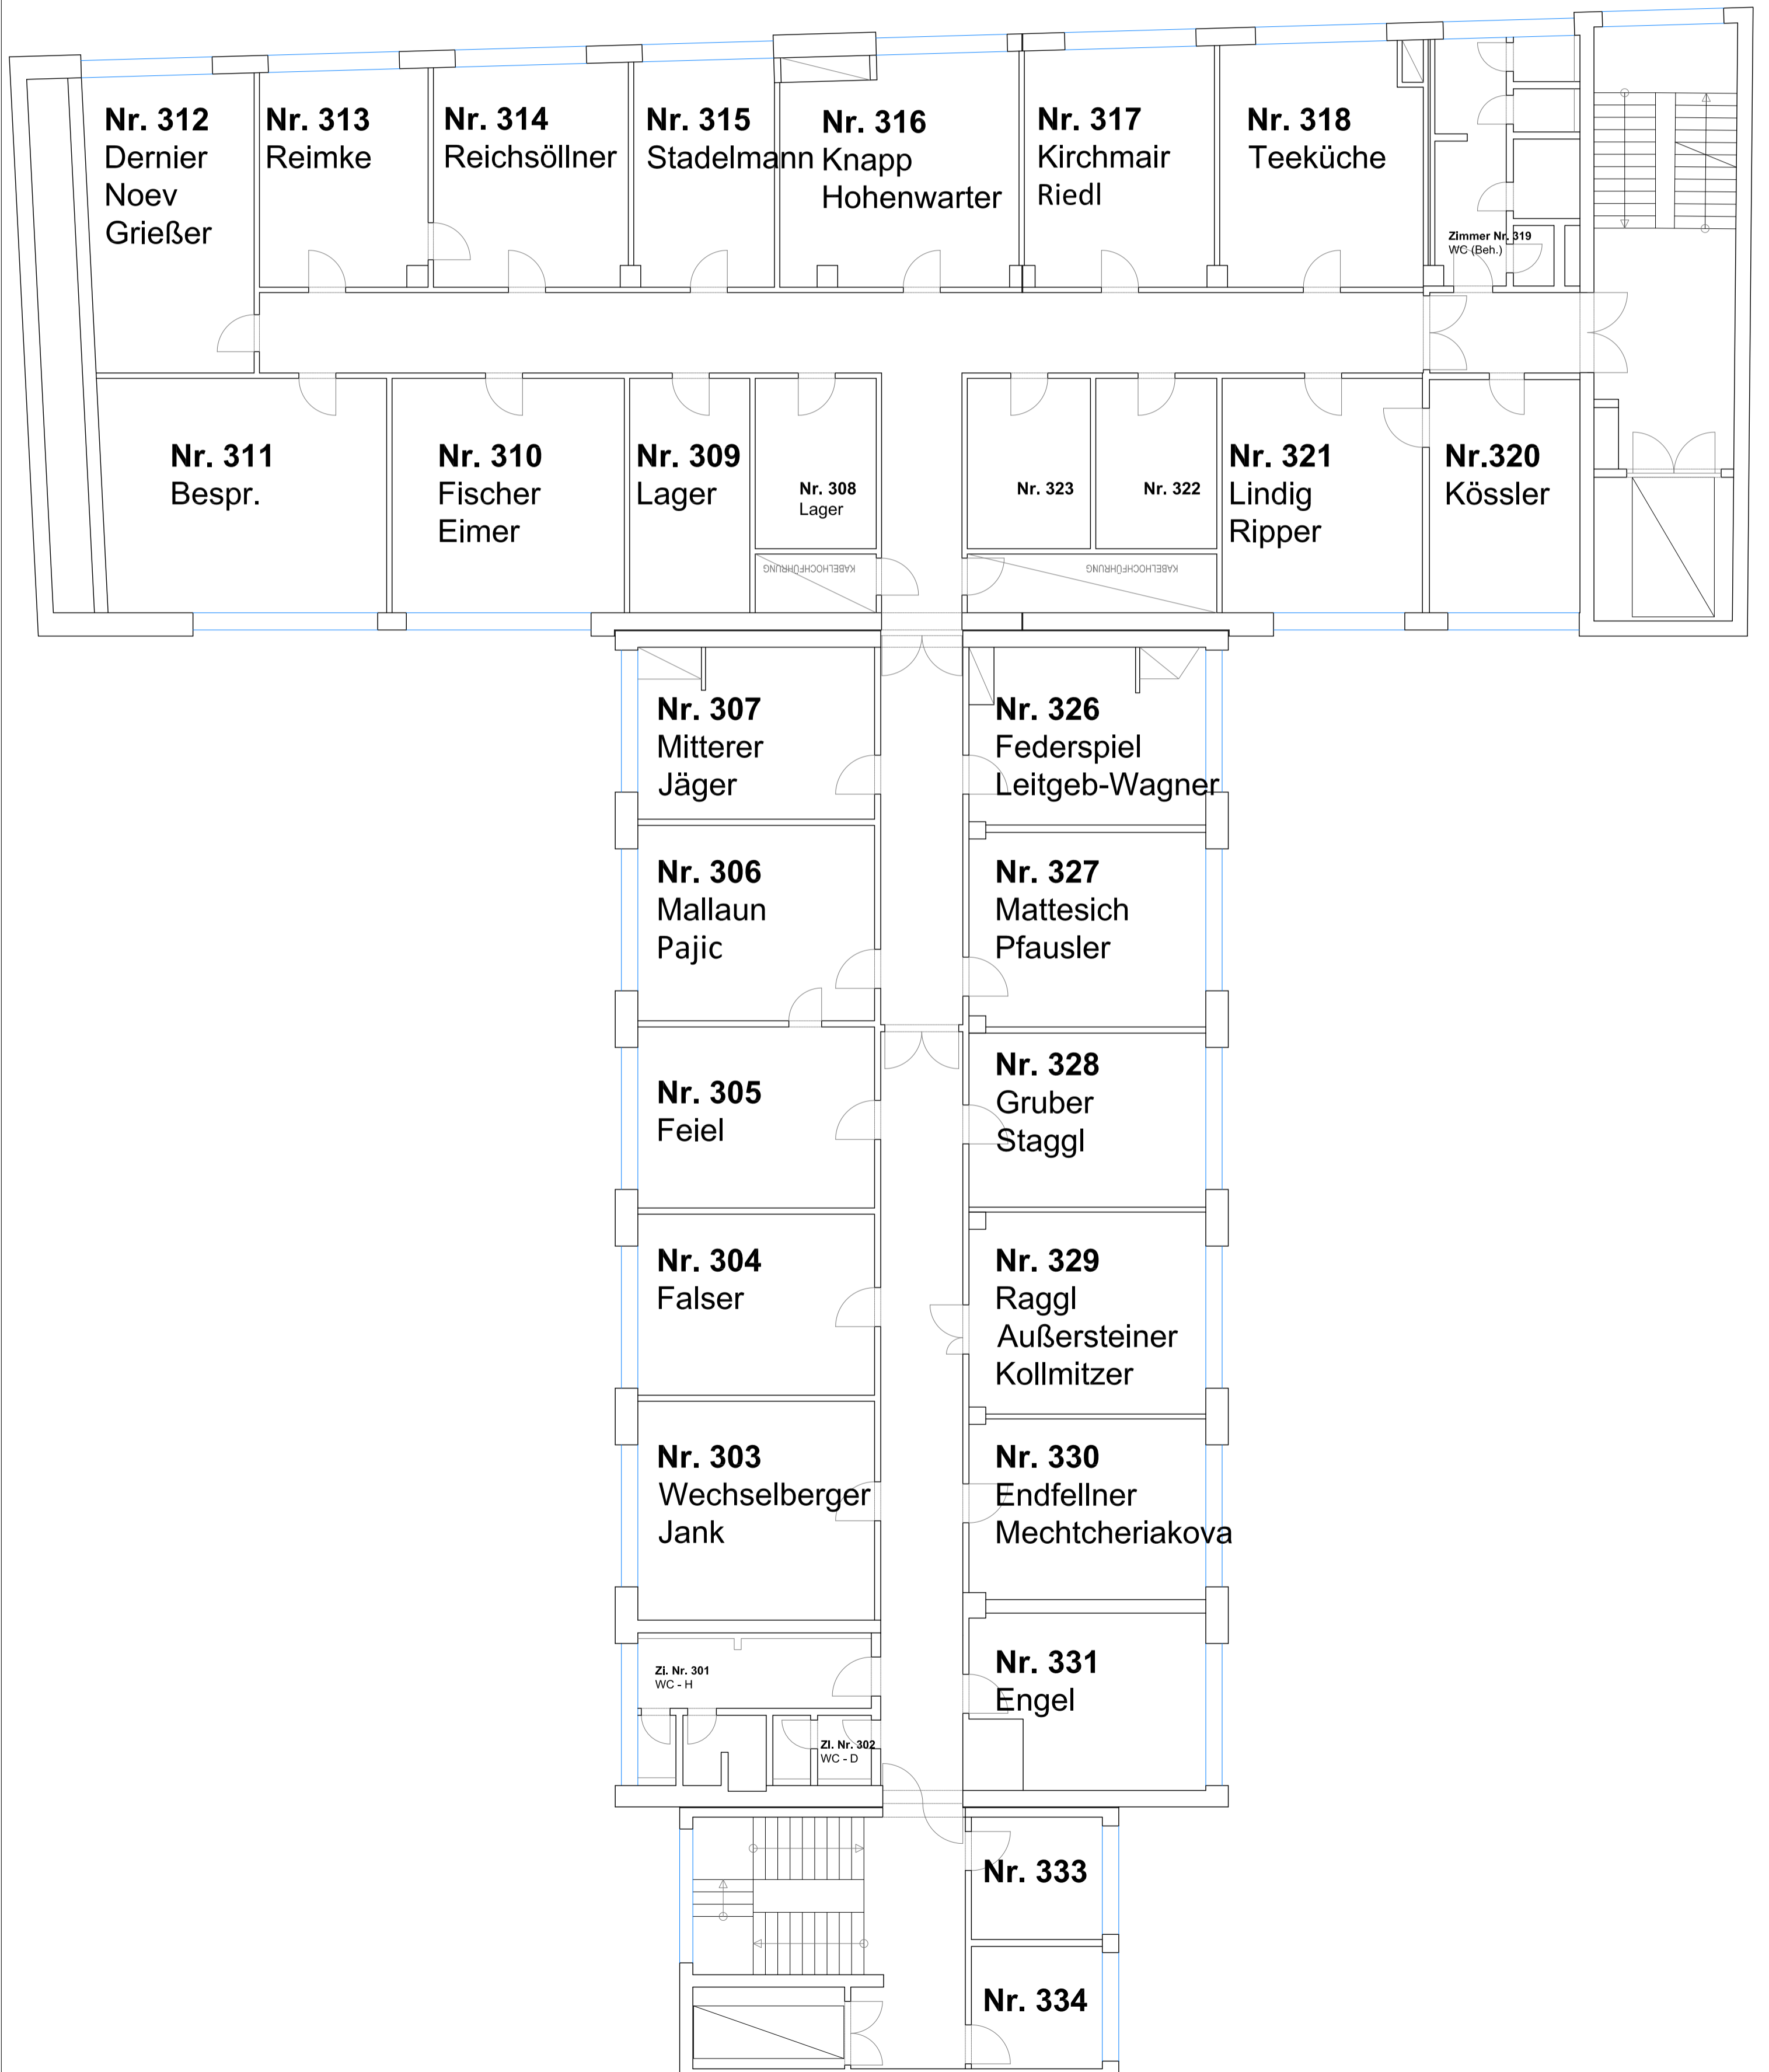 Nr. 312
Dernier
Noev
Grießer
Nr. 313
Reimke
Nr. 314
Reichsöllner
Nr. 315
Stadelmann
Nr. 316
Knapp
Hohenwarter
Nr. 317
Kirchmair
Riedl
Nr. 318
Teeküche
Zimmer Nr. 319
WC (Beh.)
Nr. 311
Bespr.
Nr. 310
Fischer
Eimer
Nr. 309
Lager
Nr. 308
Lager
KABELHOCHFÜHRUNG
Nr. 323
Nr. 322
KABELHOCHFÜHRUNG
Nr. 321
Lindig
Ripper
Nr.320
Kössler
Nr. 307
Mitterer
Jäger
Nr. 326
Federspiel
Leitgeb-Wagner
Nr. 306
Mallaun
Pajic
Nr. 327
Mattesich
Pfausler
Nr. 305
Feiel
Nr. 328
Gruber
Staggl
Nr. 304
Falser
Nr. 329
Raggl
Außersteiner
Kollmitzer
Nr. 303
Wechselberger
Jank
Nr. 330
Endfellner
Mechtcheriakova
Zi. Nr. 301
WC - H
Nr. 331
Engel
ZI. Nr. 302
WC - D
Nr. 333
Nr. 334